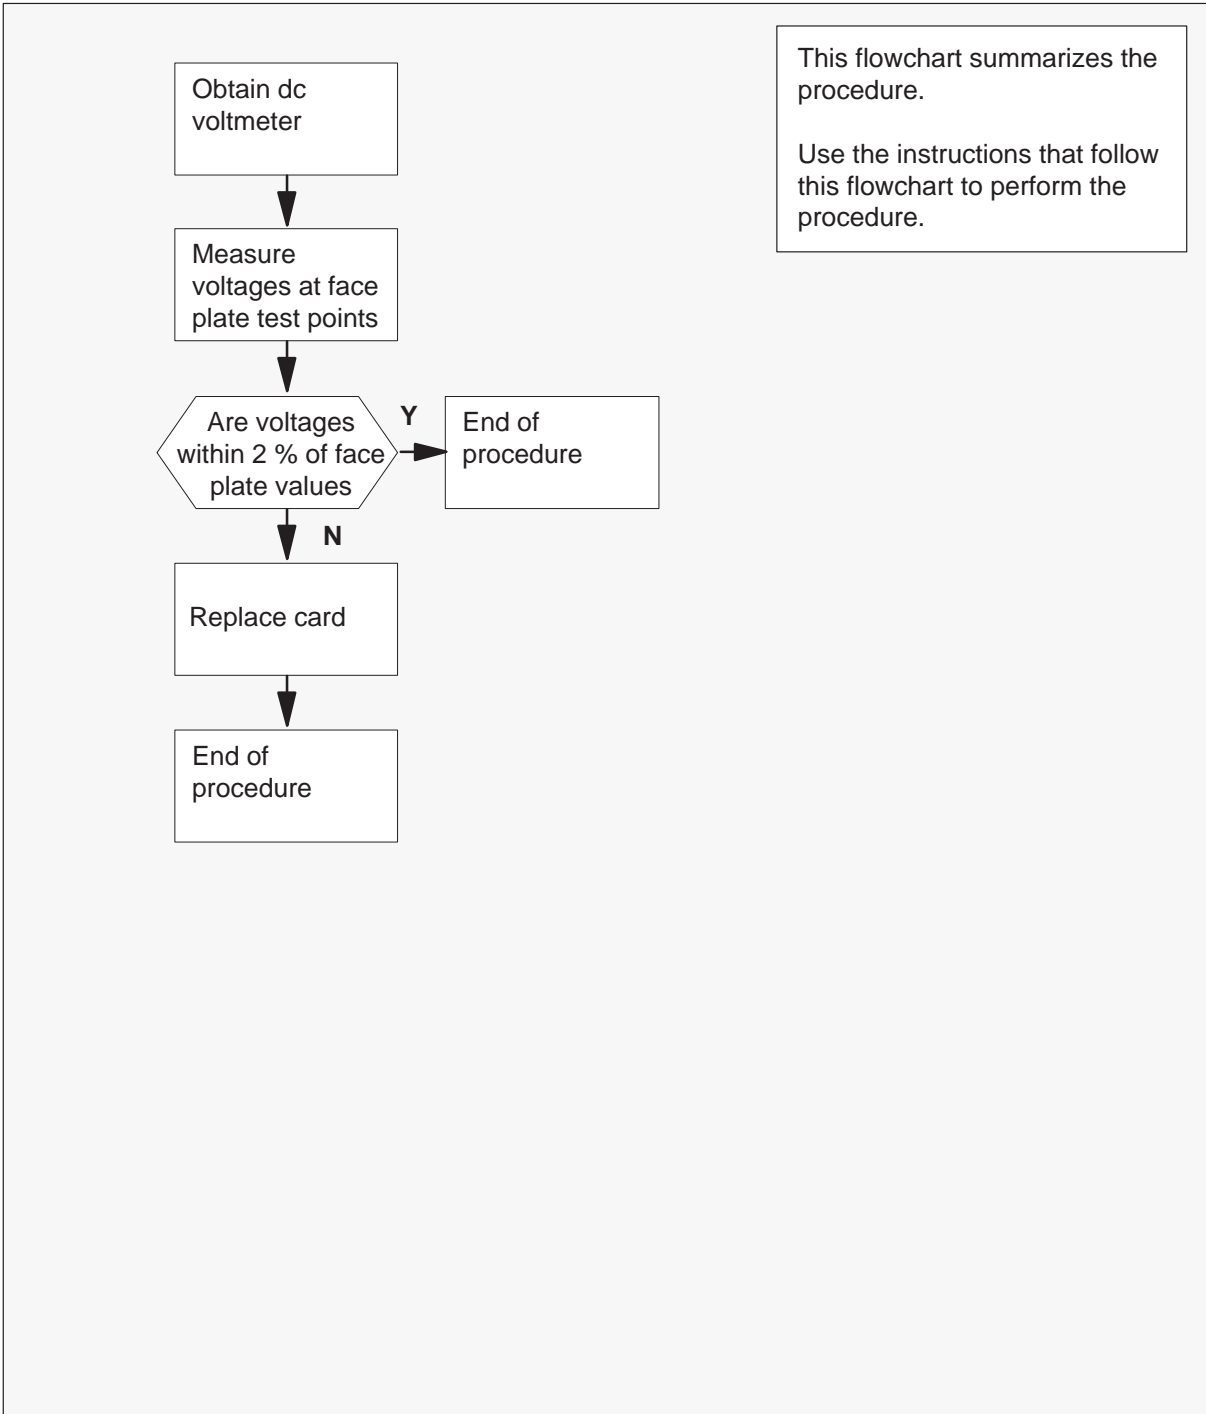 Obtain dc
voltmeter
This flowchart summarizes the
procedure.
Use the instructions that follow
this flowchart to perform the
procedure.
Measure
voltages at face
plate test points
Are voltages
within 2 % of face
plate values
Y
End of
procedure
N
Replace card
End of
procedure